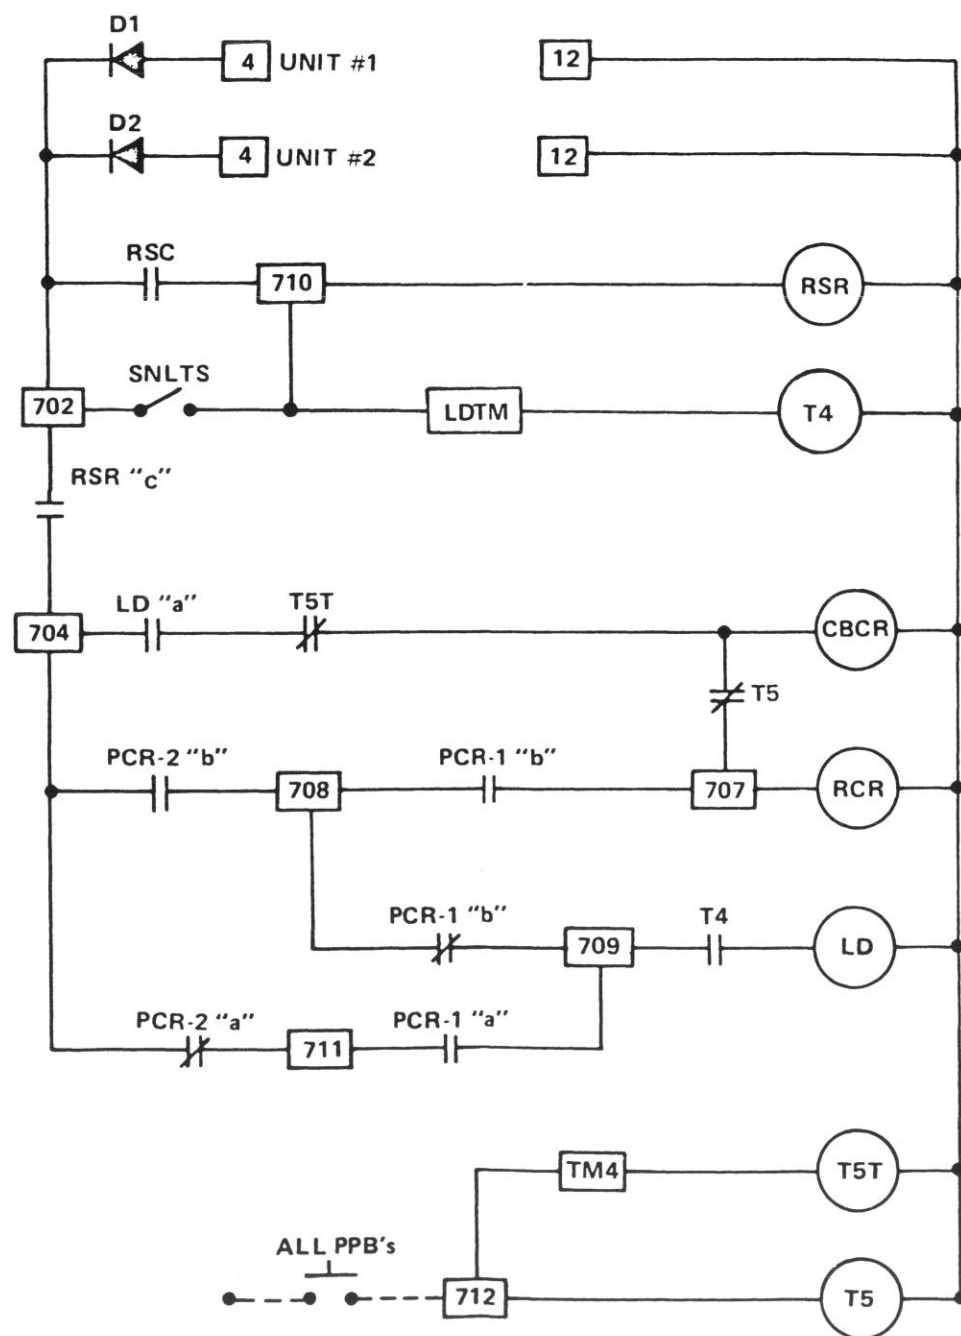 D1
4 UNIT #1 12
D2
4 UNIT #2 12
RSC
710 RSR
SNLTS
702 LDTM T4
RSR "c"
LD "a" T5T
704 CBCR
T5
PCR-2 "b" PCR-1 "b"
708 707 RCR
PCR-1 "b" T4
709 LD
PCR-2 "a" PCR-1 "a"
711
TM4 T5T
ALL PPB's
712 T5